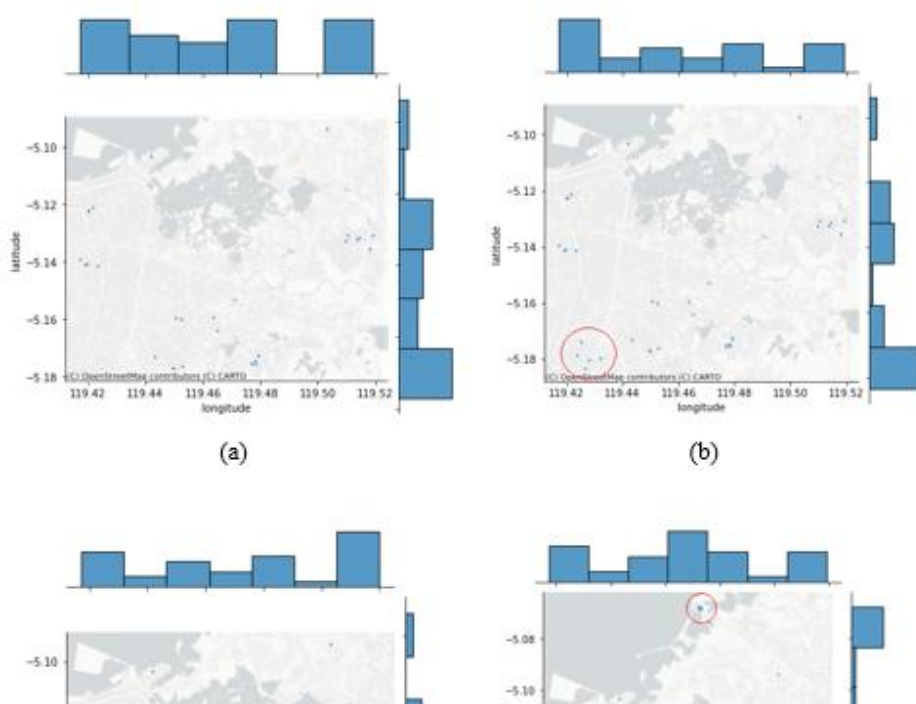 −5.10
−5.12
−5.14
−5.16
−5.18
latitude
(C) OpenStreetMap contributors (C) CARTO
119.42 119.44 119.46 119.48 119.50 119.52
longitude
(a)
−5.10
−5.12
−5.14
−5.16
−5.18
latitude
(C) OpenStreetMap contributors (C) CARTO
119.42 119.44 119.46 119.48 119.50 119.52
longitude
(b)
−5.10
−5.08
−5.10